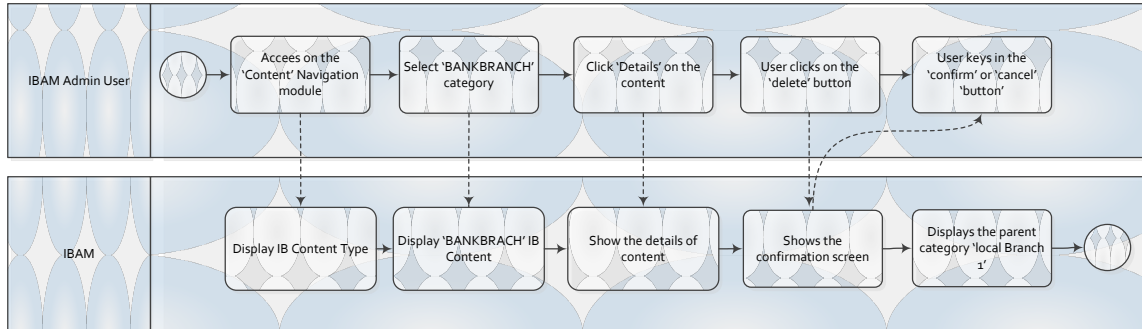 IBAM Admin User
Accees on the
'Content' Navigation
module
Select 'BANKBRANCH'
category
Click 'Details' on the
content
User clicks on the
'delete' button
User keys in the
'confirm' or 'cancel'
'button'
IBAM
Display IB Content Type
Display 'BANKBRACH' IB
Content
Show the details of
content
Shows the
confirmation screen
Displays the parent
category 'local Branch
1'